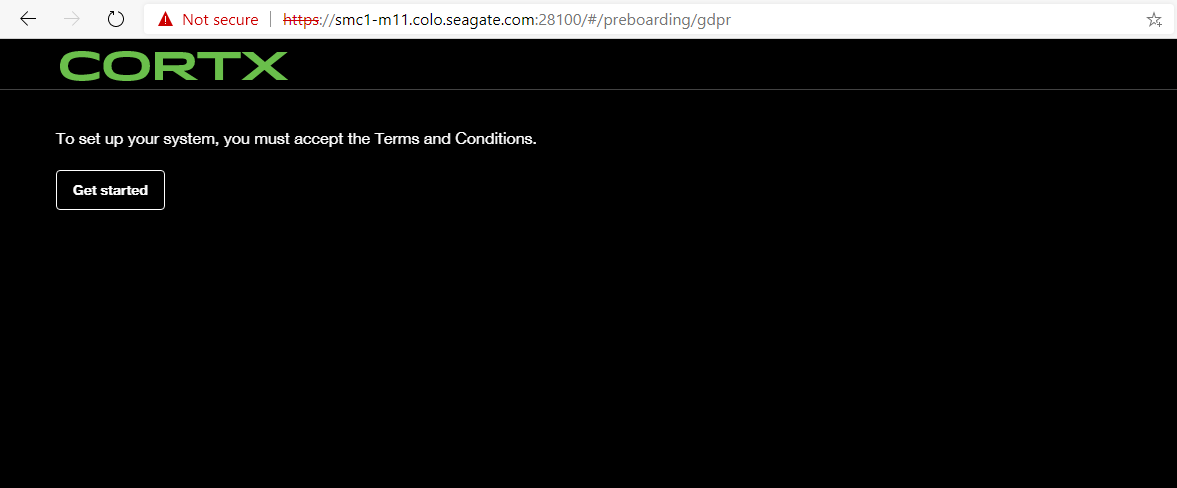 Not secure | https://smc1-m11.colo.seagate.com:28100/#/preboarding/gdpr
CORTX
To set up your system, you must accept the Terms and Conditions.
Get started